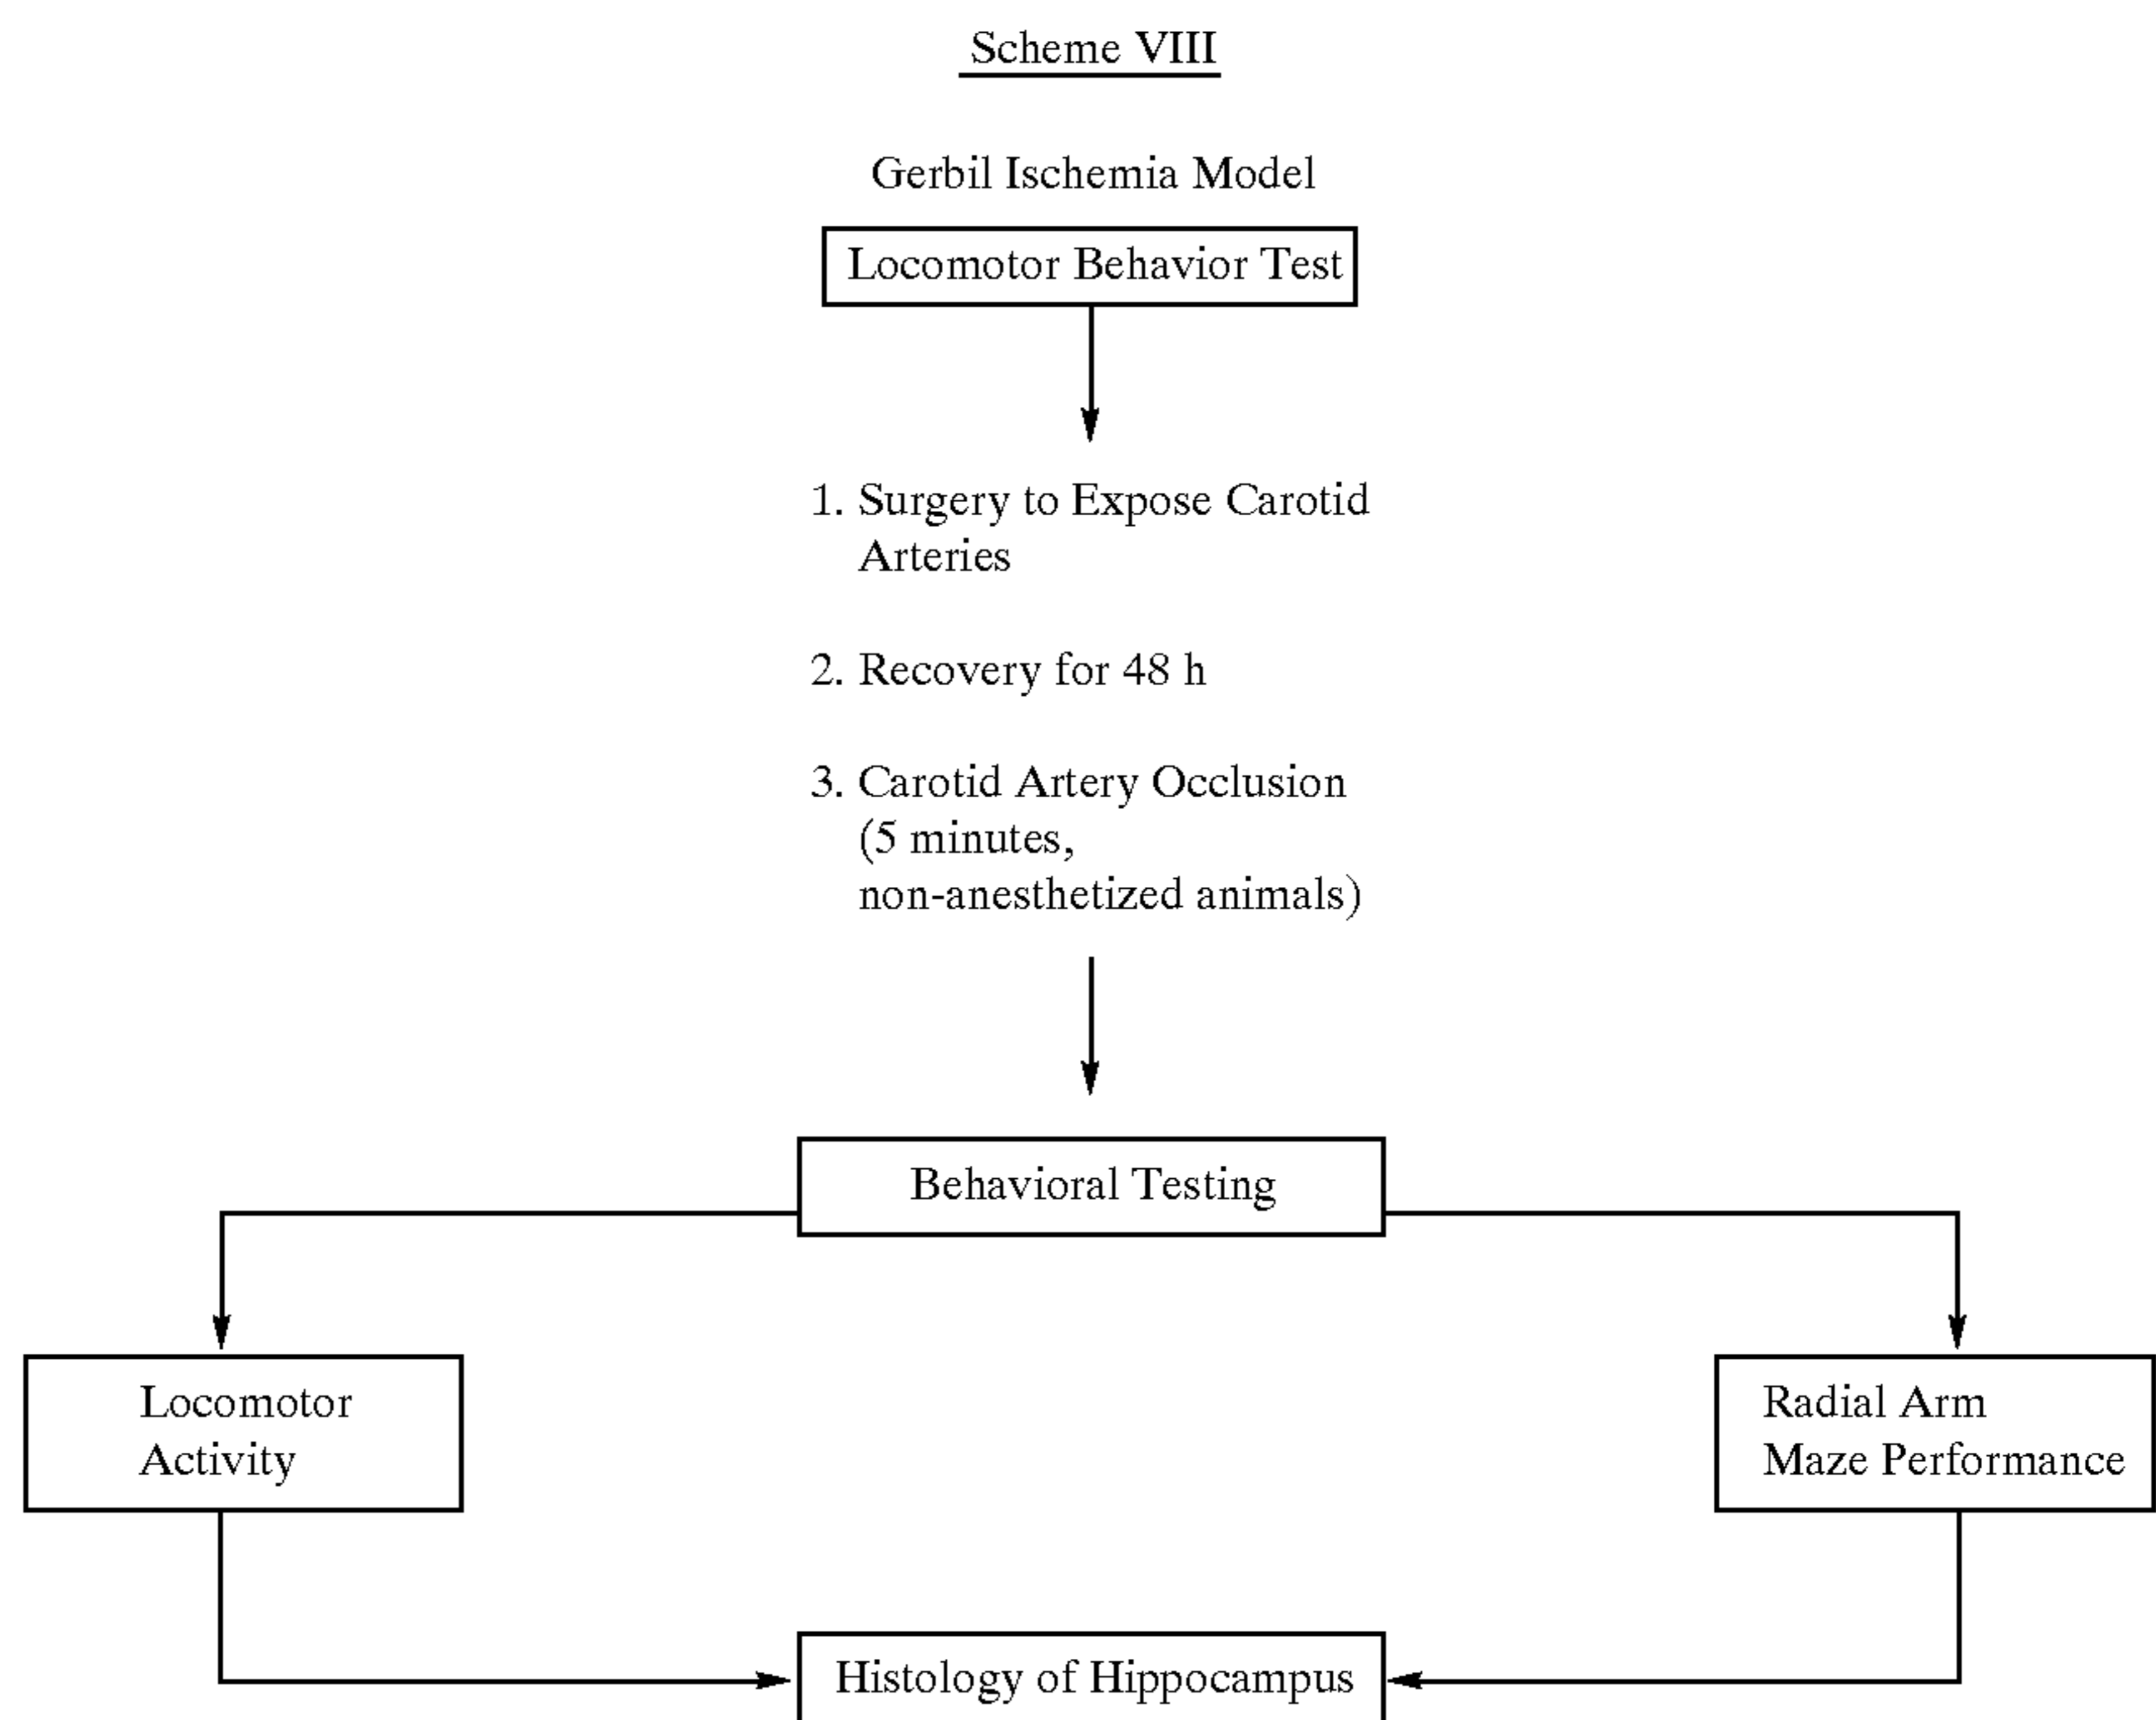 Scheme VIII
Gerbil Ischemia Model
Locomotor Behavior Test
1. Surgery to Expose Carotid
Arteries
2. Recovery for 48 h
3. Carotid Artery Occlusion
(5 minutes,
non-anesthetized animals)
Behavioral Testing
Locomotor
Activity
Radial Arm
Maze Performance
Histology of Hippocampus